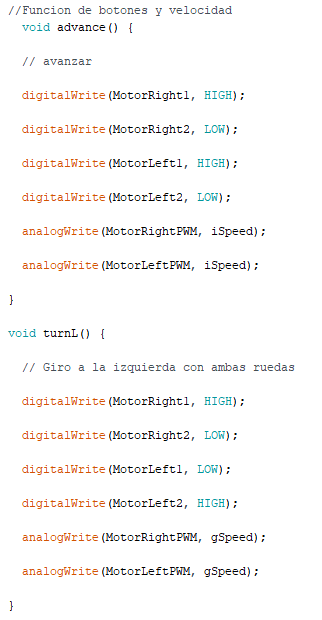 //Funcion de botones y velocidad
void advance() {
// avanzar
digitalWrite(MotorRight1, HIGH);
digitalWrite(MotorRight2, LOW);
digitalWrite(MotorLeft1, HIGH);
digitalWrite(MotorLeft2, LOW);
analogWrite(MotorRightPWM, iSpeed);
analogWrite(MotorLeftPWM, iSpeed);
}
void turnL() {
// Giro a la izquierda con ambas ruedas
digitalWrite(MotorRight1, HIGH);
digitalWrite(MotorRight2, LOW);
digitalWrite(MotorLeft1, LOW);
digitalWrite(MotorLeft2, HIGH);
analogWrite(MotorRightPWM, gSpeed);
analogWrite(MotorLeftPWM, gSpeed);
}